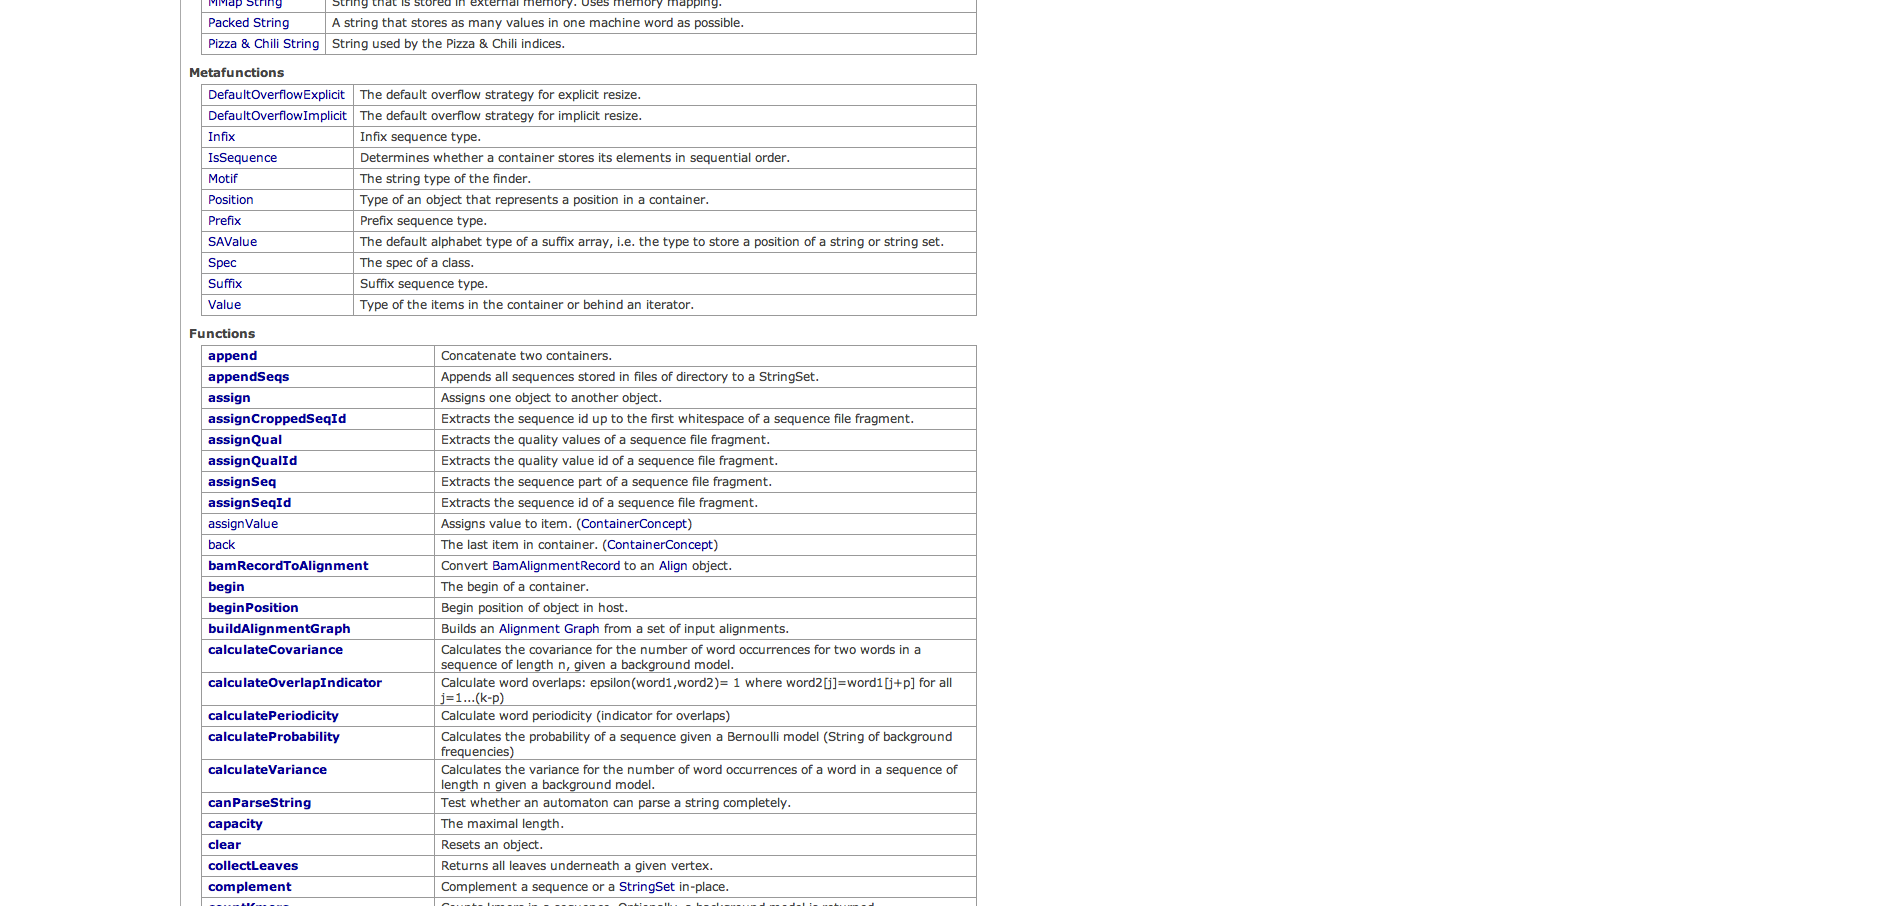 MMap String String that is stored in external memory. Uses memory mapping.
Packed String A string that stores as many values in one machine word as possible.
Pizza & Chili String String used by the Pizza & Chili indices.
Metafunctions
DefaultOverflowExplicit The default overflow strategy for explicit resize.
DefaultOverflowImplicit The default overflow strategy for implicit resize.
Infix Infix sequence type.
IsSequence Determines whether a container stores its elements in sequential order.
Motif The string type of the finder.
Position Type of an object that represents a position in a container.
Prefix Prefix sequence type.
SAValue The default alphabet type of a suffix array, i.e. the type to store a position of a string or string set.
Spec The spec of a class.
Suffix Suffix sequence type.
Value Type of the items in the container or behind an iterator.
Functions
append Concatenate two containers.
appendSeqs Appends all sequences stored in files of directory to a StringSet.
assign Assigns one object to another object.
assignCroppedSeqId Extracts the sequence id up to the first whitespace of a sequence file fragment.
assignQual Extracts the quality values of a sequence file fragment.
assignQualId Extracts the quality value id of a sequence file fragment.
assignSeq Extracts the sequence part of a sequence file fragment.
assignSeqId Extracts the sequence id of a sequence file fragment.
assignValue Assigns value to item. (ContainerConcept)
back The last item in container. (ContainerConcept)
bamRecordToAlignment Convert BamAlignmentRecord to an Align object.
begin The begin of a container.
beginPosition Begin position of object in host.
buildAlignmentGraph Builds an Alignment Graph from a set of input alignments.
calculateCovariance Calculates the covariance for the number of word occurrences for two words in a
sequence of length n, given a background model.
calculateOverlapIndicator Calculate word overlaps: epsilon(word1,word2)= 1 where word2[j]=word1[j+p] for all
j=1...(k-p)
calculatePeriodicity Calculate word periodicity (indicator for overlaps)
calculateProbability Calculates the probability of a sequence given a Bernoulli model (String of background
frequencies)
calculateVariance Calculates the variance for the number of word occurrences of a word in a sequence of
length n given a background model.
canParseString Test whether an automaton can parse a string completely.
capacity The maximal length.
clear Resets an object.
collectLeaves Returns all leaves underneath a given vertex.
complement Complement a sequence or a StringSet in-place.